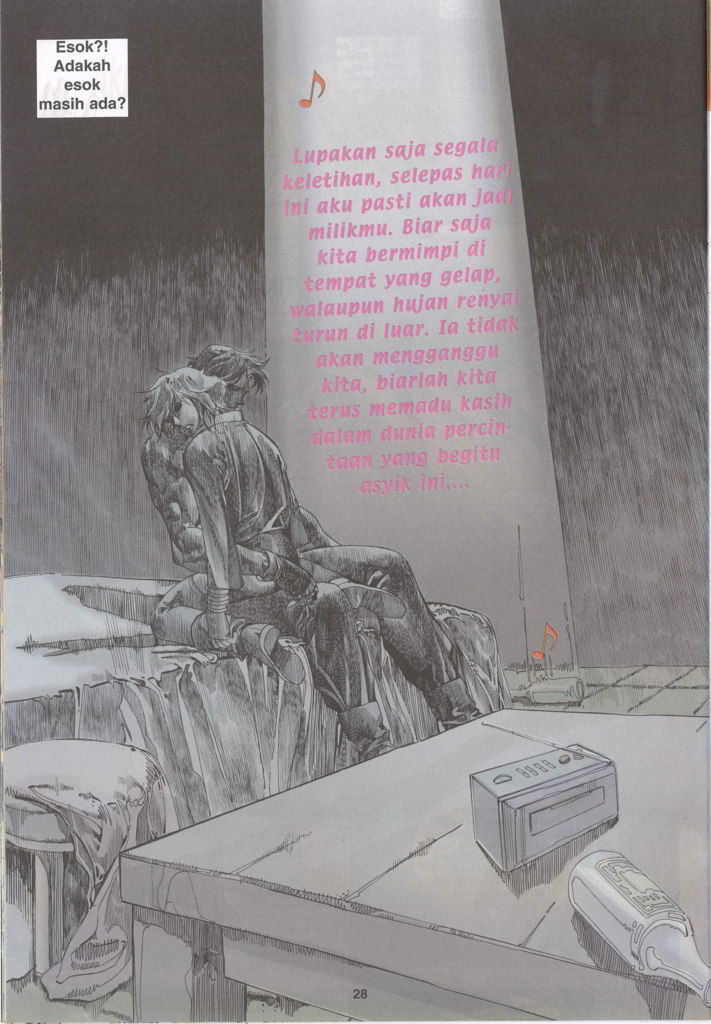 Esok?!
Adakah
esok
masih ada?
Lupakan saja segala
keletihan, selepas hari
ini aku pasti akan jadi
milikmu. Biar saja
kita bermimpi di
tempat yang gelap,
walaupun hujan renyai
turun di luar. Ia tidak
akan mengganggu
kita, biarlah kita
terus memadu kasih
dalam dunia percin-
taan yang begitu
asyik ini....
28